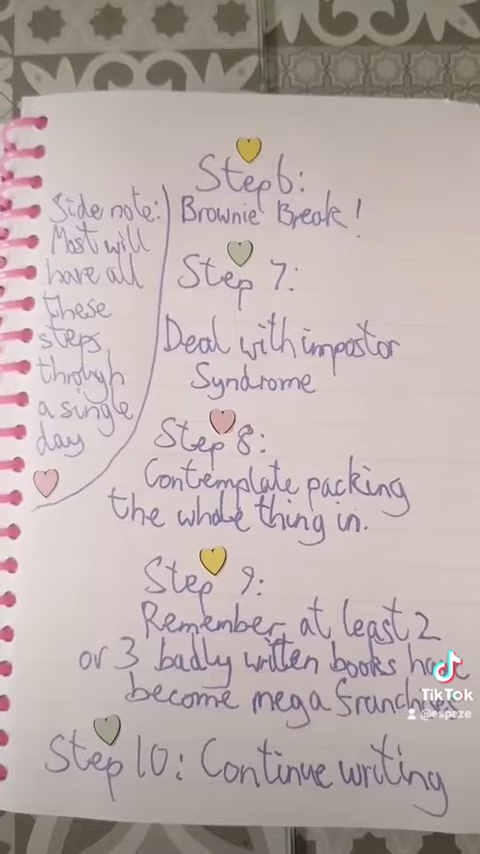 Side note:
Most will
have all
these
steps
through
a single
day
Step 6:
Brownie Break!
Step 7:
Deal with impostor
Syndrome
Step 8:
Contemplate packing
the whole thing in.
Step 9:
Remember at least 2
or 3 badly written books have
become mega franchises
Step 10: Continue writing
TikTok
@espeze